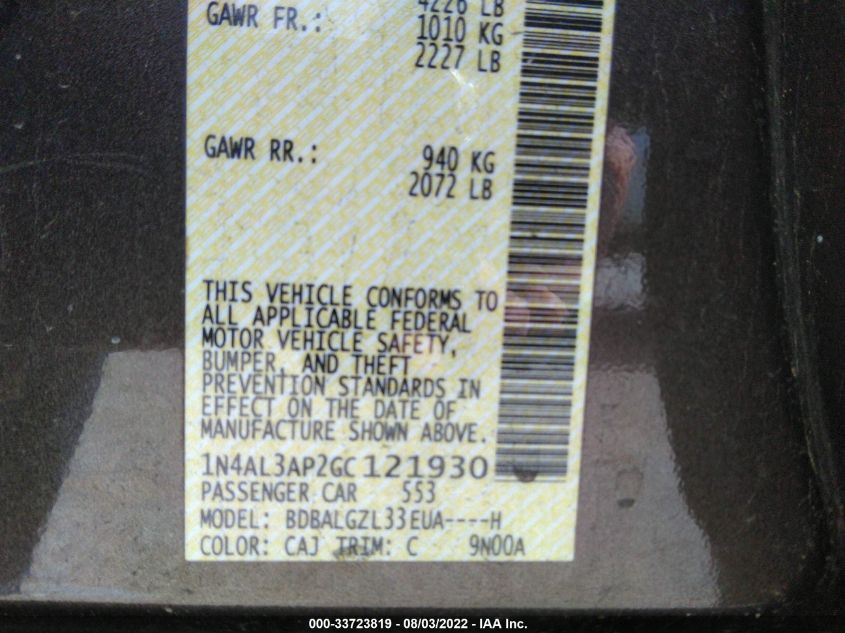 4226 LB
GAWR FR.: 1010 KG
2227 LB
GAWR RR.: 940 KG
2072 LB
THIS VEHICLE CONFORMS TO
ALL APPLICABLE FEDERAL
MOTOR VEHICLE SAFETY,
BUMPER, AND THEFT
PREVENTION STANDARDS IN
EFFECT ON THE DATE OF
MANUFACTURE SHOWN ABOVE.
1N4AL3AP2GC121930
PASSENGER CAR 553
MODEL: BDBALGZL33EUA----H
COLOR: CAJ TRIM: C 9N00A
000-33723819 - 08/03/2022 - IAA Inc.